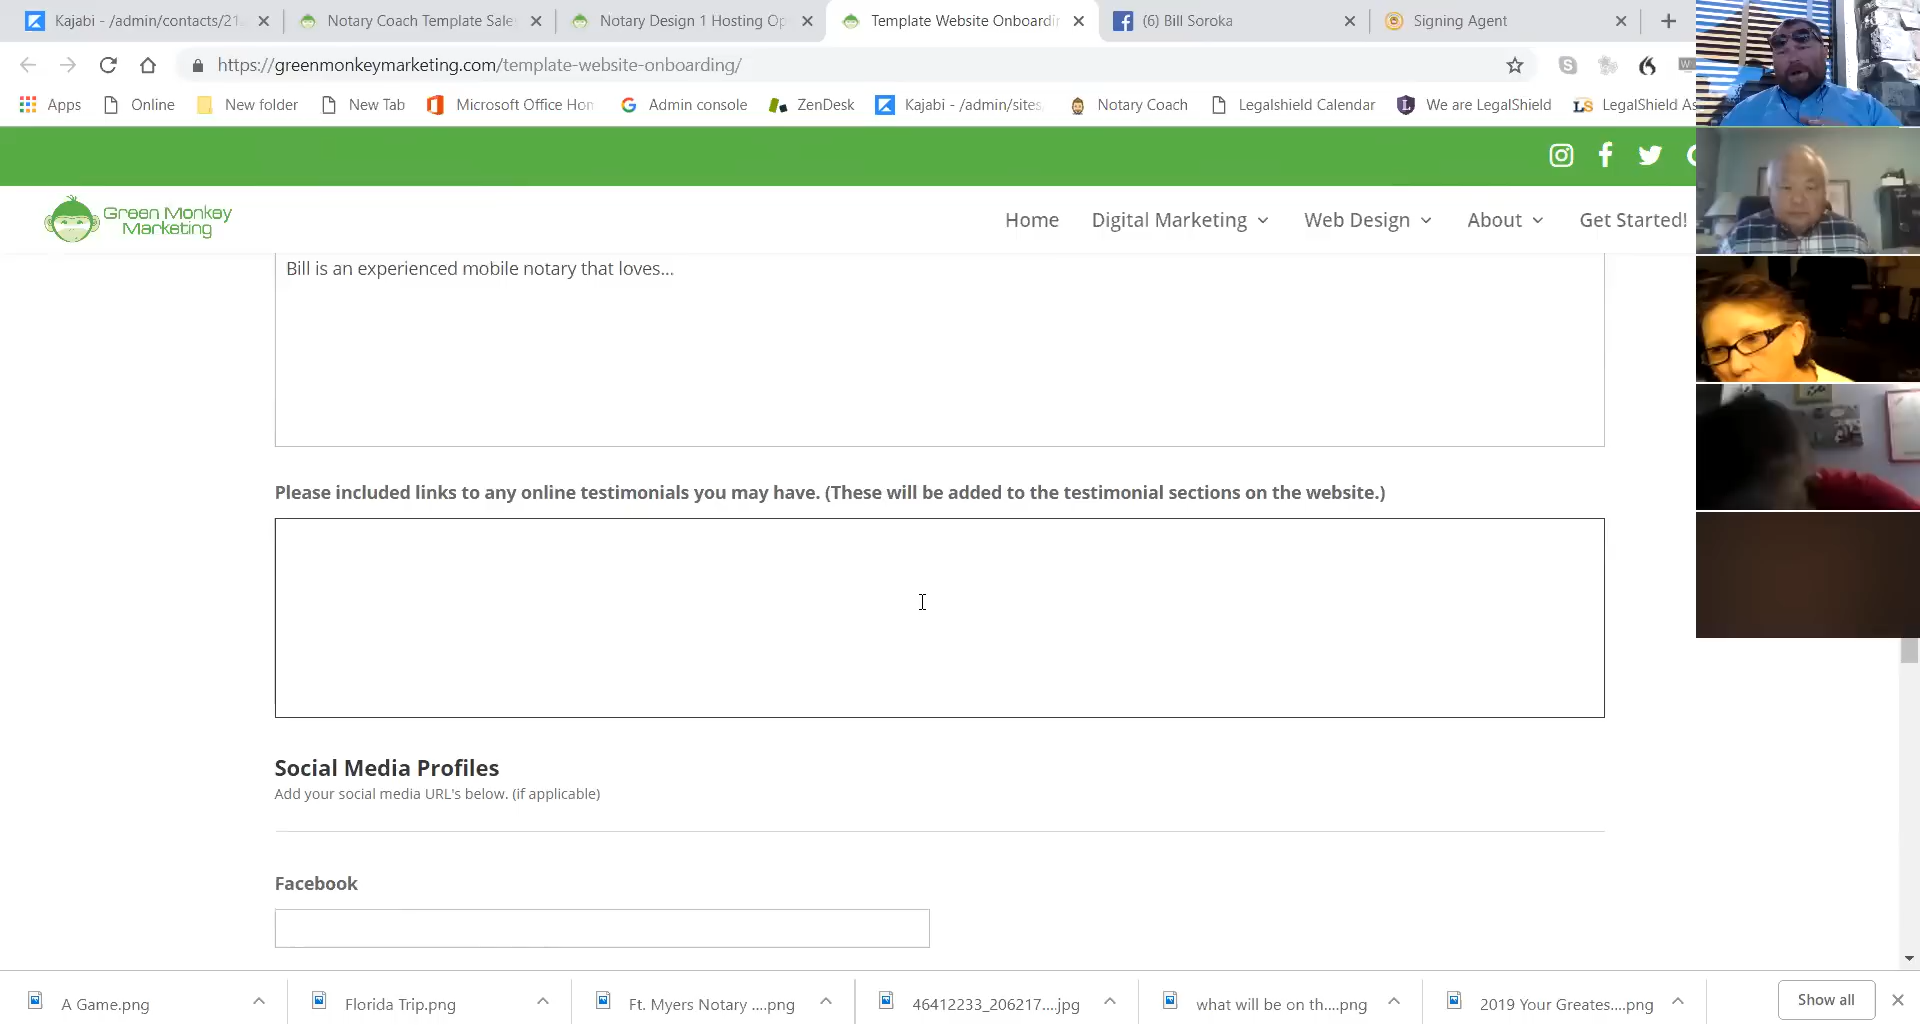 Kajabi - /admin/contacts/21
Notary Coach Template Sale
Notary Design 1 Hosting Op
Template Website Onboardin
(6) Bill Soroka
Signing Agent
https://greenmonkeymarketing.com/template-website-onboarding/
Apps
Online
New folder
New Tab
Microsoft Office Hom
Admin console
ZenDesk
Kajabi - /admin/sites
Notary Coach
Legalshield Calendar
We are LegalShield
LegalShield As
Green Monkey
Marketing
Home
Digital Marketing
Web Design
About
Get Started!
Bill is an experienced mobile notary that loves...
Please included links to any online testimonials you may have. (These will be added to the testimonial sections on the website.)
Social Media Profiles
Add your social media URL's below. (if applicable)
Facebook
A Game.png
Florida Trip.png
Ft. Myers Notary ....png
46412233_206217....jpg
what will be on th....png
2019 Your Greates....png
Show all